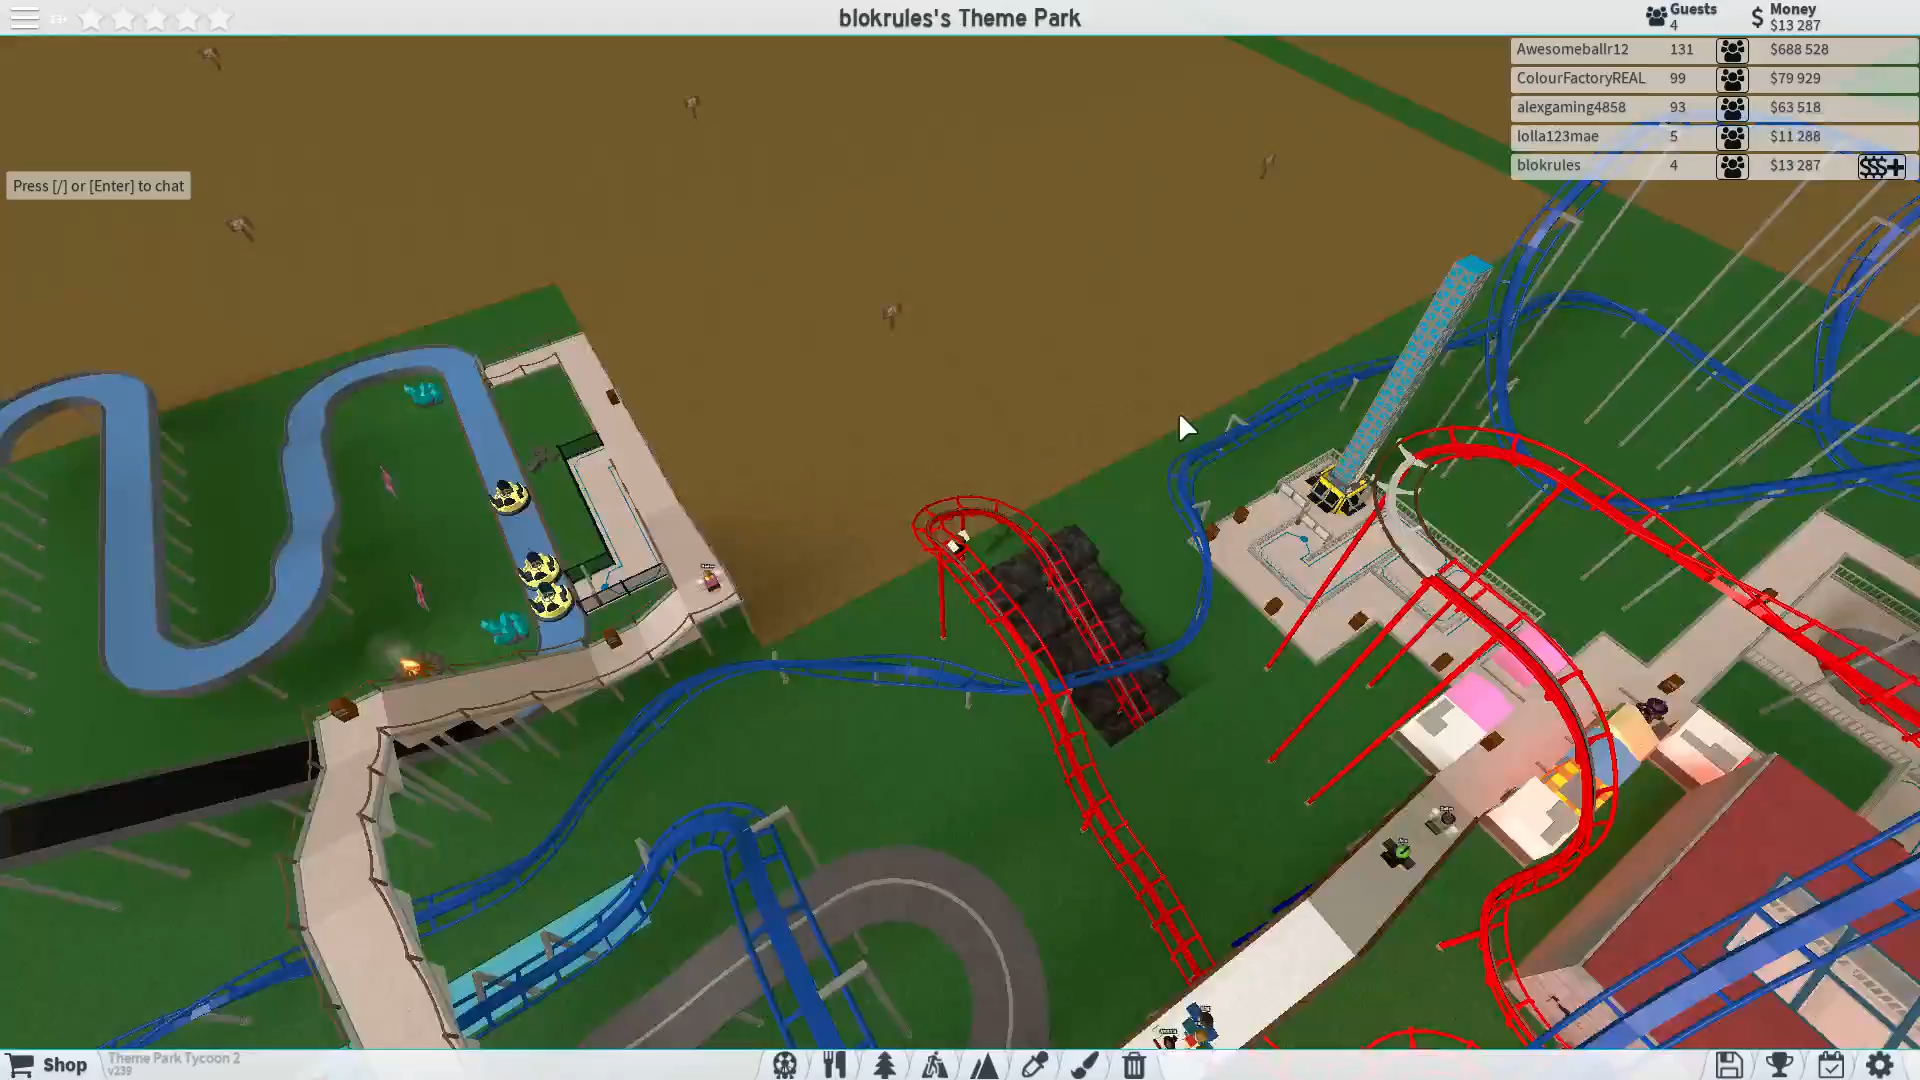 13+
blokrules's Theme Park
Guests
4
Money
$13 287
Awesomeballr12 131 $688 528
ColourFactoryREAL 99 $79 929
alexgaming4858 93 $63 518
lolla123mae 5 $11 288
blokrules 4 $13 287 $$$+
Press [/] or [Enter] to chat
Shop
Theme Park Tycoon 2
v239